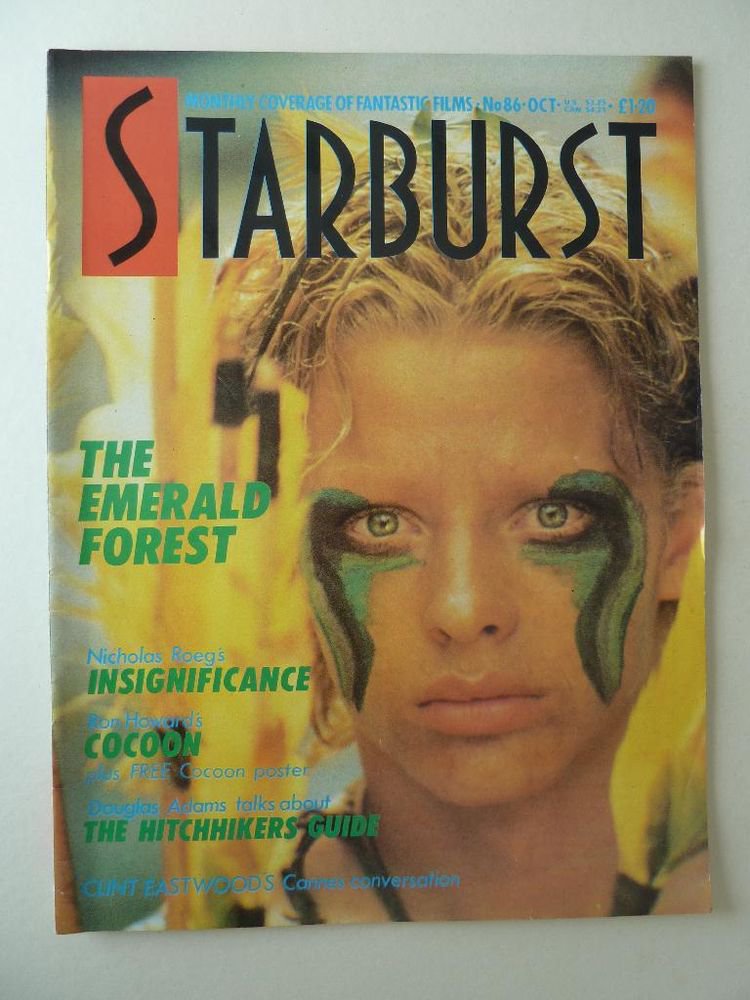 MONTHLY COVERAGE OF FANTASTIC FILMS · No86 · OCT · £1·20
STARBURST
THE
EMERALD
FOREST
Nicholas Roeg's
INSIGNIFICANCE
Ron Howard's
COCOON
plus FREE Cocoon poster
Douglas Adams talks about
THE HITCHHIKERS GUIDE
CLINT EASTWOOD'S Cannes conversation